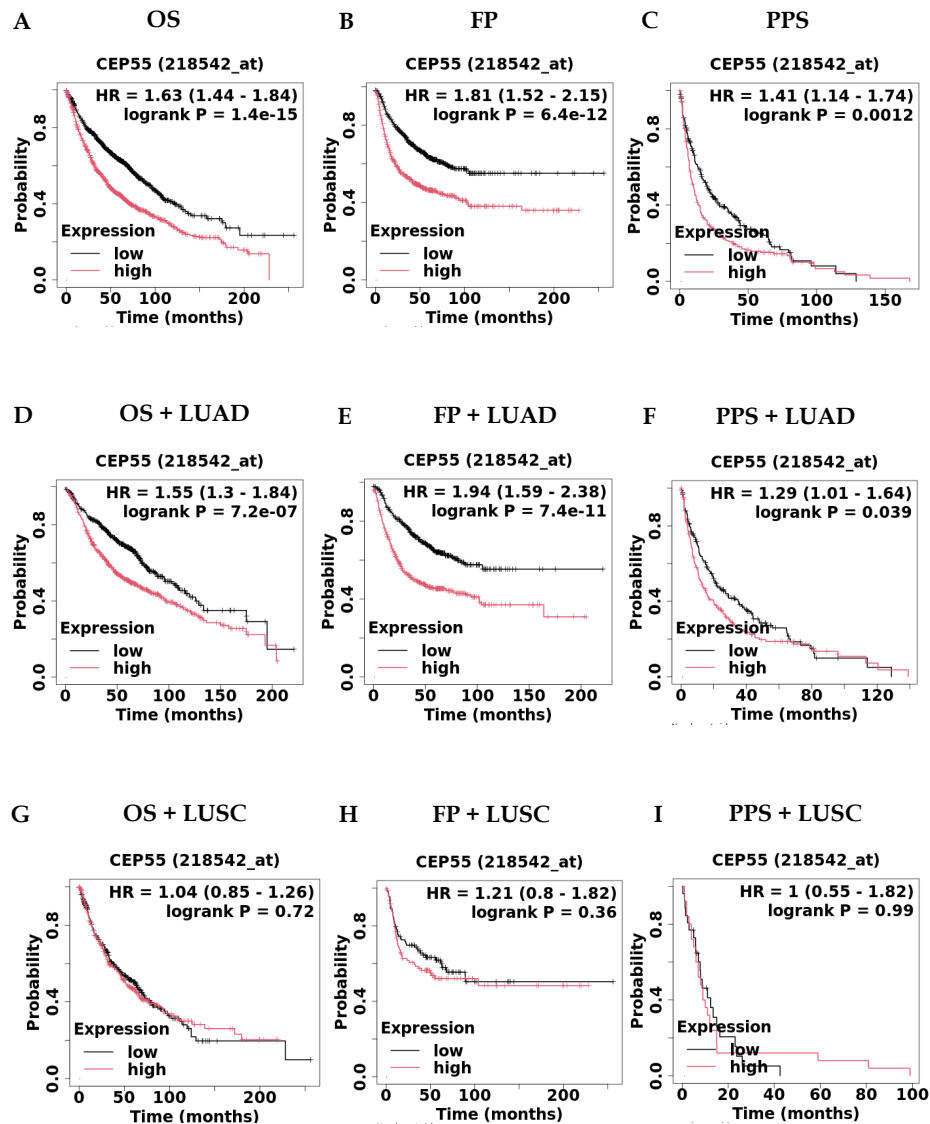 A OS
CEP55 (218542_at)
HR = 1.63 (1.44 - 1.84)
logrank P = 1.4e-15
Probability
0.0 0.4 0.8
Expression
low
high
0 50 100 200
Time (months)
B FP
CEP55 (218542_at)
HR = 1.81 (1.52 - 2.15)
logrank P = 6.4e-12
Probability
0.0 0.4 0.8
Expression
low
high
0 50 100 200
Time (months)
C PPS
CEP55 (218542_at)
HR = 1.41 (1.14 - 1.74)
logrank P = 0.0012
Probability
0.0 0.4 0.8
Expression
low
high
0 50 100 150
Time (months)
D OS + LUAD
CEP55 (218542_at)
HR = 1.55 (1.3 - 1.84)
logrank P = 7.2e-07
Probability
0.0 0.4 0.8
Expression
low
high
0 50 100 150 200
Time (months)
E FP + LUAD
CEP55 (218542_at)
HR = 1.94 (1.59 - 2.38)
logrank P = 7.4e-11
Probability
0.0 0.4 0.8
Expression
low
high
0 50 100 150 200
Time (months)
F PPS + LUAD
CEP55 (218542_at)
HR = 1.29 (1.01 - 1.64)
logrank P = 0.039
Probability
0.0 0.4 0.8
Expression
low
high
0 40 80 120
Time (months)
G OS + LUSC
CEP55 (218542_at)
HR = 1.04 (0.85 - 1.26)
logrank P = 0.72
Probability
0.0 0.4 0.8
Expression
low
high
0 50 100 200
Time (months)
H FP + LUSC
CEP55 (218542_at)
HR = 1.21 (0.8 - 1.82)
logrank P = 0.36
Probability
0.0 0.4 0.8
Expression
low
high
0 50 100 200
Time (months)
I PPS + LUSC
CEP55 (218542_at)
HR = 1 (0.55 - 1.82)
logrank P = 0.99
Probability
0.0 0.4 0.8
Expression
low
high
0 20 40 60 80 100
Time (months)